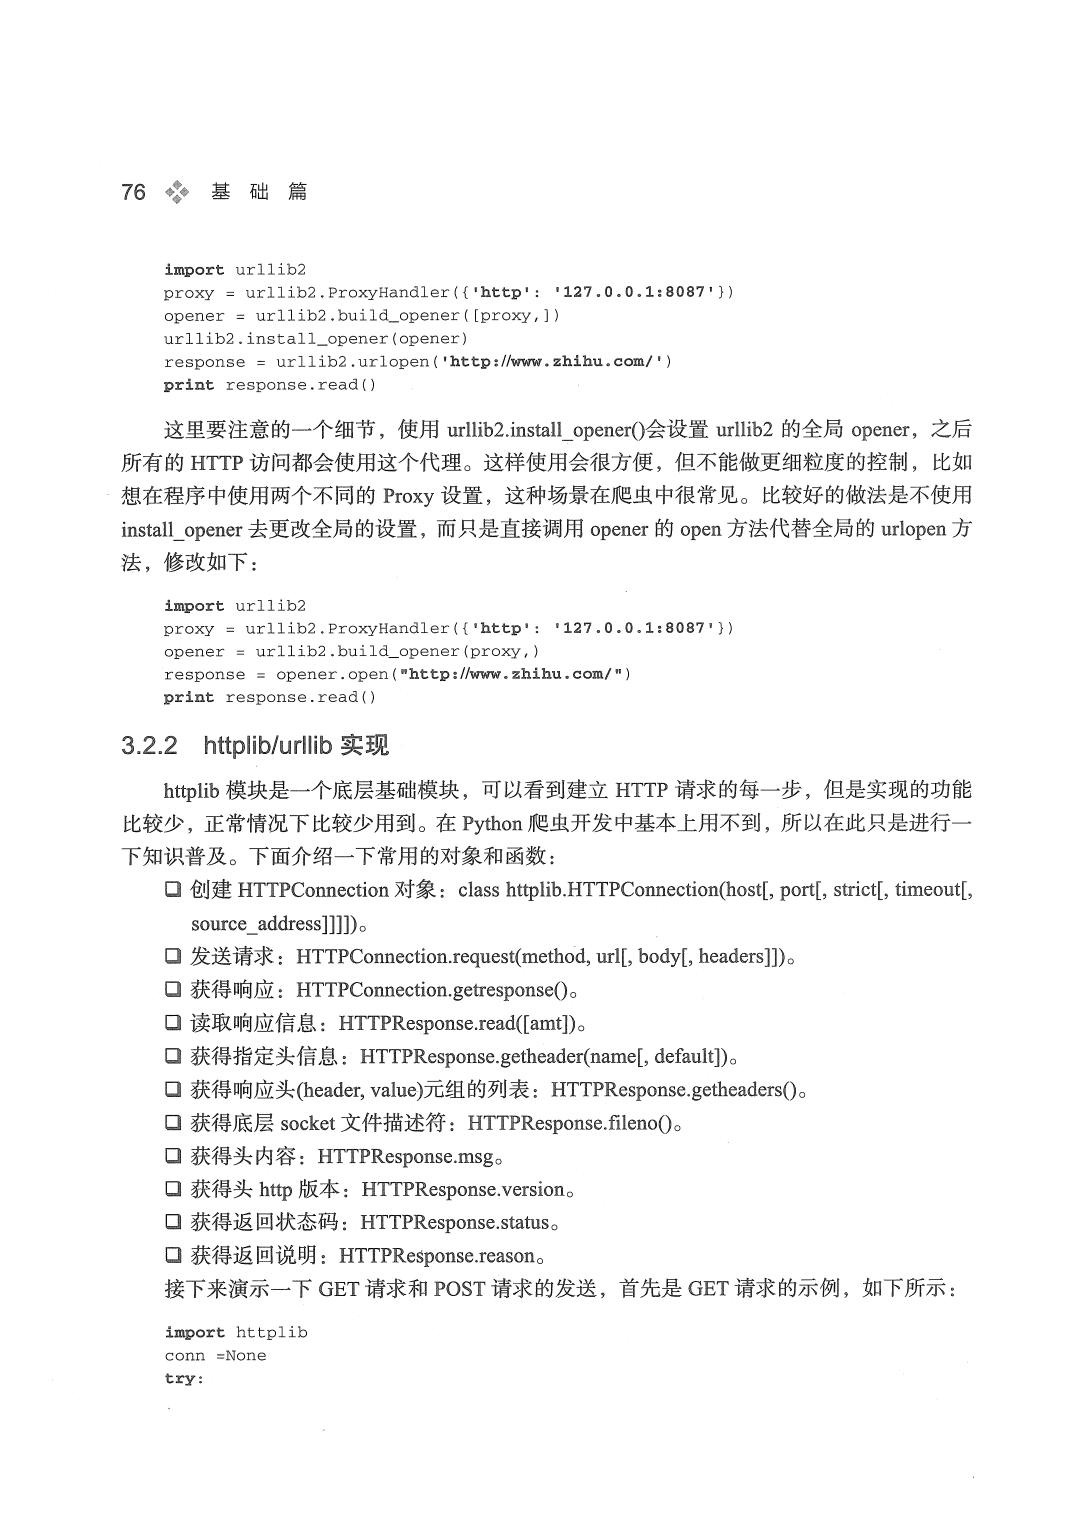 76 基 础 篇
import urllib2
proxy = urllib2.ProxyHandler({'http': '127.0.0.1:8087'})
opener = urllib2.build_opener([proxy,])
urllib2.install_opener(opener)
response = urllib2.urlopen('http://www.zhihu.com/')
print response.read()
这里要注意的一个细节，使用 urllib2.install_opener()会设置 urllib2 的全局 opener，之后
所有的 HTTP 访问都会使用这个代理。这样使用会很方便，但不能做更细粒度的控制，比如
想在程序中使用两个不同的 Proxy 设置，这种场景在爬虫中很常见。比较好的做法是不使用
install_opener 去更改全局的设置，而只是直接调用 opener 的 open 方法代替全局的 urlopen 方
法，修改如下：
import urllib2
proxy = urllib2.ProxyHandler({'http': '127.0.0.1:8087'})
opener = urllib2.build_opener(proxy,)
response = opener.open("http://www.zhihu.com/")
print response.read()
3.2.2 httplib/urllib 实现
httplib 模块是一个底层基础模块，可以看到建立 HTTP 请求的每一步，但是实现的功能
比较少，正常情况下比较少用到。在 Python 爬虫开发中基本上用不到，所以在此只是进行一
下知识普及。下面介绍一下常用的对象和函数：
❑ 创建 HTTPConnection 对象：class httplib.HTTPConnection(host[, port[, strict[, timeout[,
source_address]]]])。
❑ 发送请求：HTTPConnection.request(method, url[, body[, headers]])。
❑ 获得响应：HTTPConnection.getresponse()。
❑ 读取响应信息：HTTPResponse.read([amt])。
❑ 获得指定头信息：HTTPResponse.getheader(name[, default])。
❑ 获得响应头(header, value)元组的列表：HTTPResponse.getheaders()。
❑ 获得底层 socket 文件描述符：HTTPResponse.fileno()。
❑ 获得头内容：HTTPResponse.msg。
❑ 获得头 http 版本：HTTPResponse.version。
❑ 获得返回状态码：HTTPResponse.status。
❑ 获得返回说明：HTTPResponse.reason。
接下来演示一下 GET 请求和 POST 请求的发送，首先是 GET 请求的示例，如下所示：
import httplib
conn =None
try: